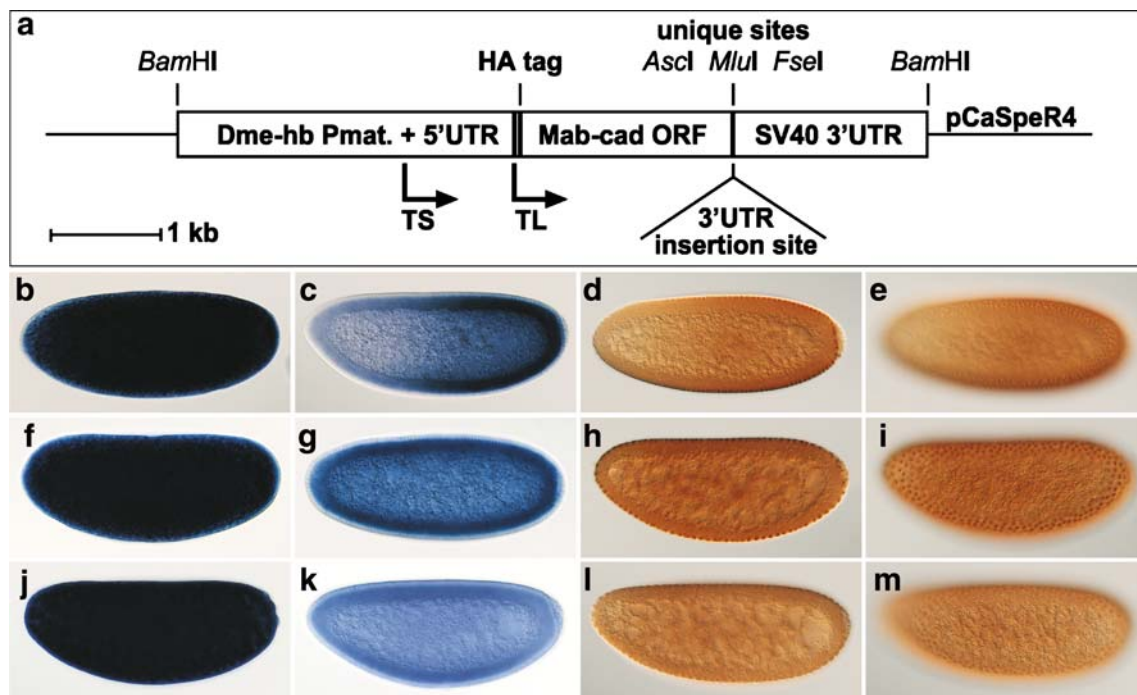 a
unique sites
BamHI HA tag AscI MluI FseI BamHI
Dme-hb Pmat. + 5'UTR Mab-cad ORF SV40 3'UTR pCaSpeR4
TS TL
1 kb
3'UTR
insertion site
b c d e
f g h i
j k l m